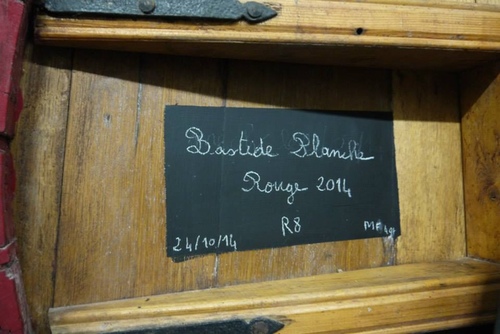 Bastide Blanche
Rouge 2014
R8
24/10/14